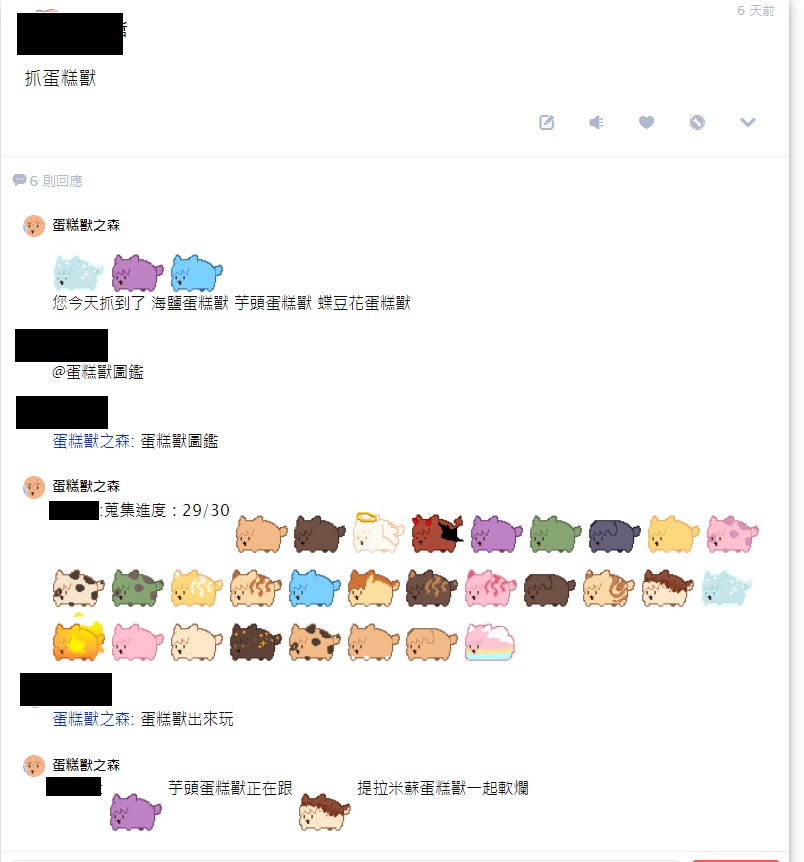 6 天前
抓蛋糕獸
6 則回應
蛋糕獸之森
您今天抓到了 海鹽蛋糕獸 芋頭蛋糕獸 蝶豆花蛋糕獸
@蛋糕獸圖鑑
蛋糕獸之森: 蛋糕獸圖鑑
蛋糕獸之森
:蒐集進度：29/30
蛋糕獸之森: 蛋糕獸出來玩
蛋糕獸之森
芋頭蛋糕獸正在跟 提拉米蘇蛋糕獸一起軟爛